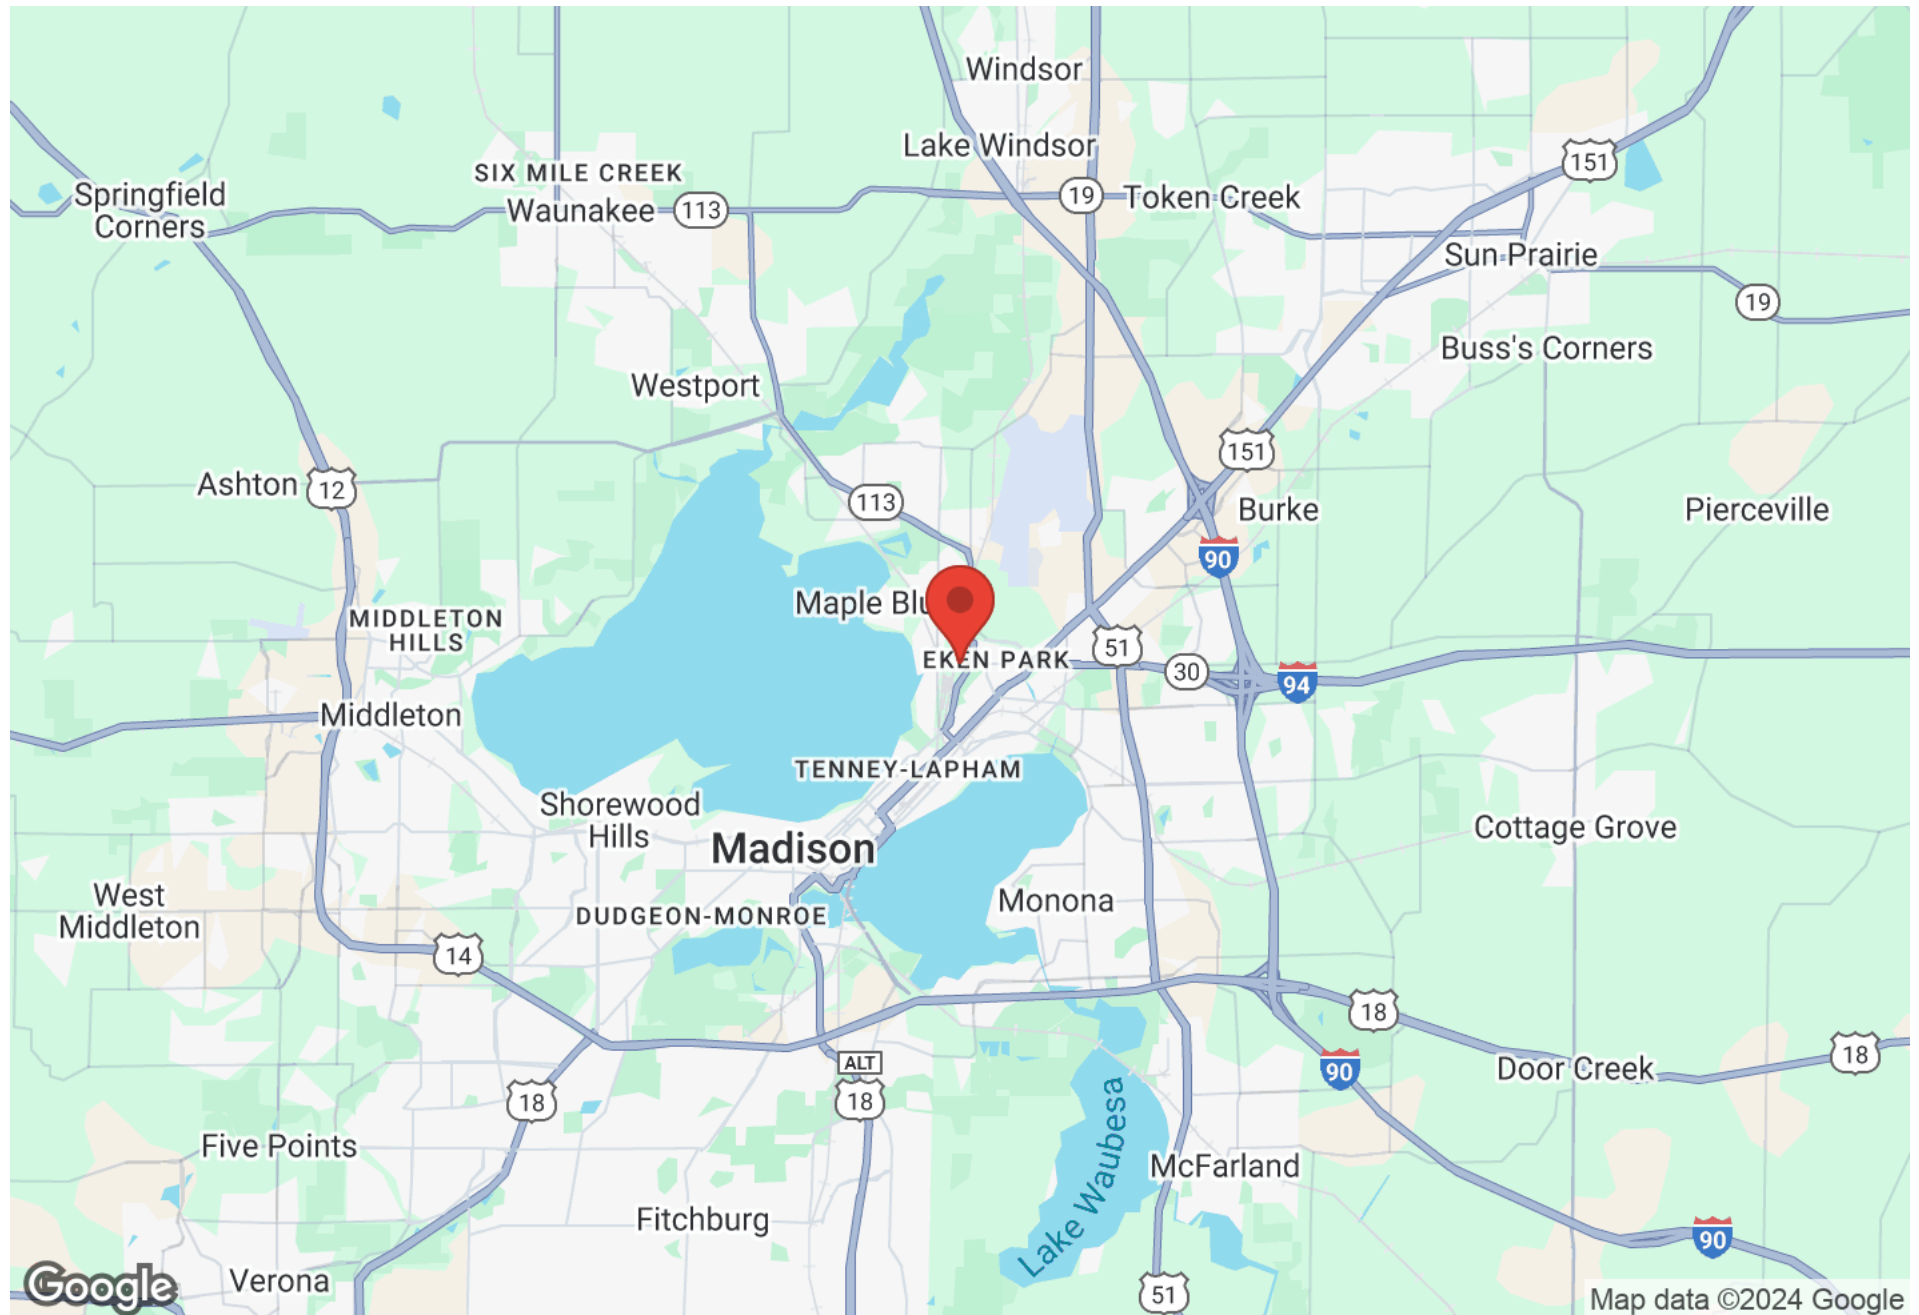 Windsor
Lake Windsor
151
SIX MILE CREEK
Springfield
Corners
19
Token Creek
Waunakee
113
Sun Prairie
19
Buss's Corners
Westport
151
Ashton
12
113
Burke
Pierceville
90
Maple Blu
MIDDLETON
HILLS
51
EKEN PARK
30
94
Middleton
TENNEY-LAPHAM
Shorewood
Hills
Cottage Grove
Madison
West
Middleton
Monona
DUDGEON-MONROE
14
18
18
ALT
18
90
Door Creek
18
Lake Waubesa
Five Points
McFarland
Fitchburg
90
Verona
Google
51
Map data ©2024 Google